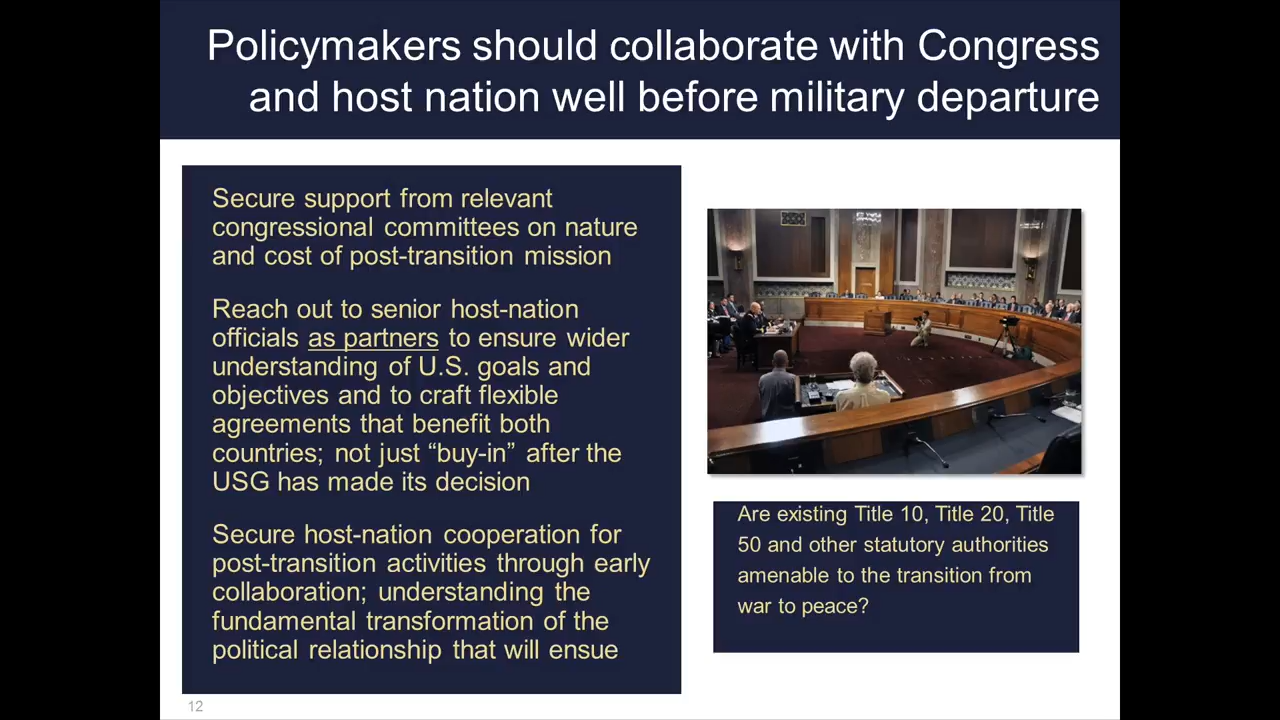 Policymakers should collaborate with Congress
and host nation well before military departure
Secure support from relevant
congressional committees on nature
and cost of post-transition mission
Reach out to senior host-nation
officials as partners to ensure wider
understanding of U.S. goals and
objectives and to craft flexible
agreements that benefit both
countries; not just “buy-in” after the
USG has made its decision
Secure host-nation cooperation for
post-transition activities through early
collaboration; understanding the
fundamental transformation of the
political relationship that will ensue
Are existing Title 10, Title 20, Title
50 and other statutory authorities
amenable to the transition from
war to peace?
12